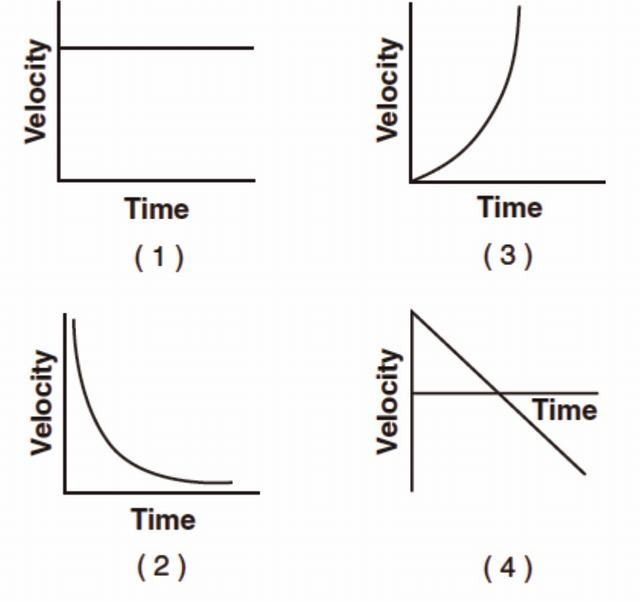 Velocity
Time
( 1 )
Velocity
Time
( 3 )
Velocity
Time
( 2 )
Velocity
Time
( 4 )